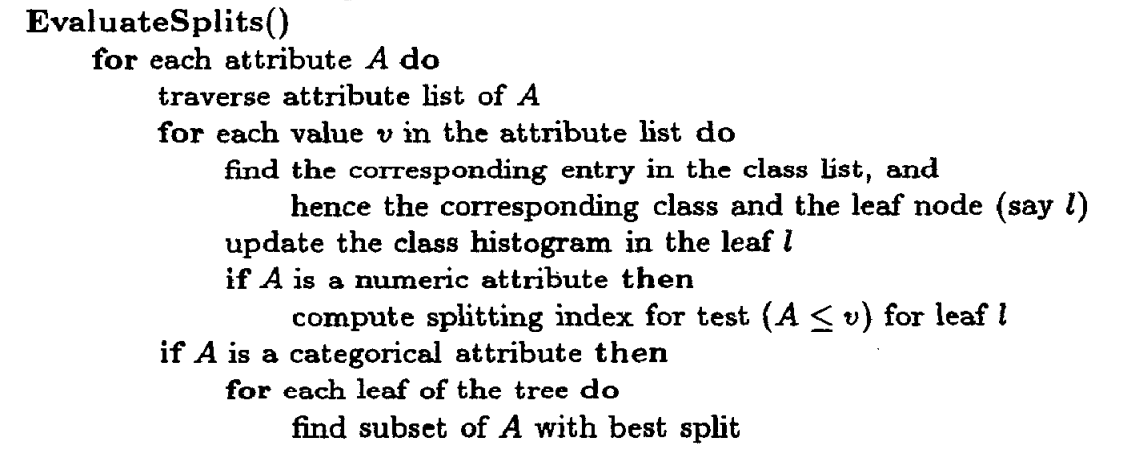 EvaluateSplits()
for each attribute A do
traverse attribute list of A
for each value v in the attribute list do
find the corresponding entry in the class list, and
hence the corresponding class and the leaf node (say l)
update the class histogram in the leaf l
if A is a numeric attribute then
compute splitting index for test (A ≤ v) for leaf l
if A is a categorical attribute then
for each leaf of the tree do
find subset of A with best split